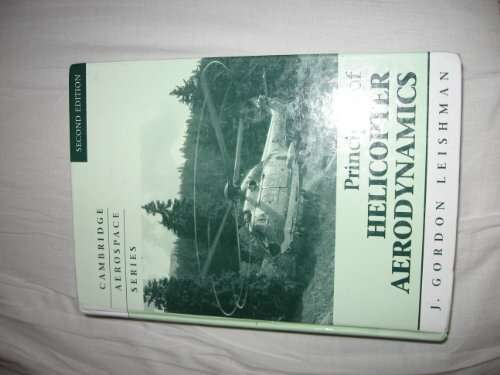 SECOND EDITION
CAMBRIDGE
AEROSPACE
SERIES
of
HELICOPTER
AERODYNAMICS
J. GORDON LEISHMAN